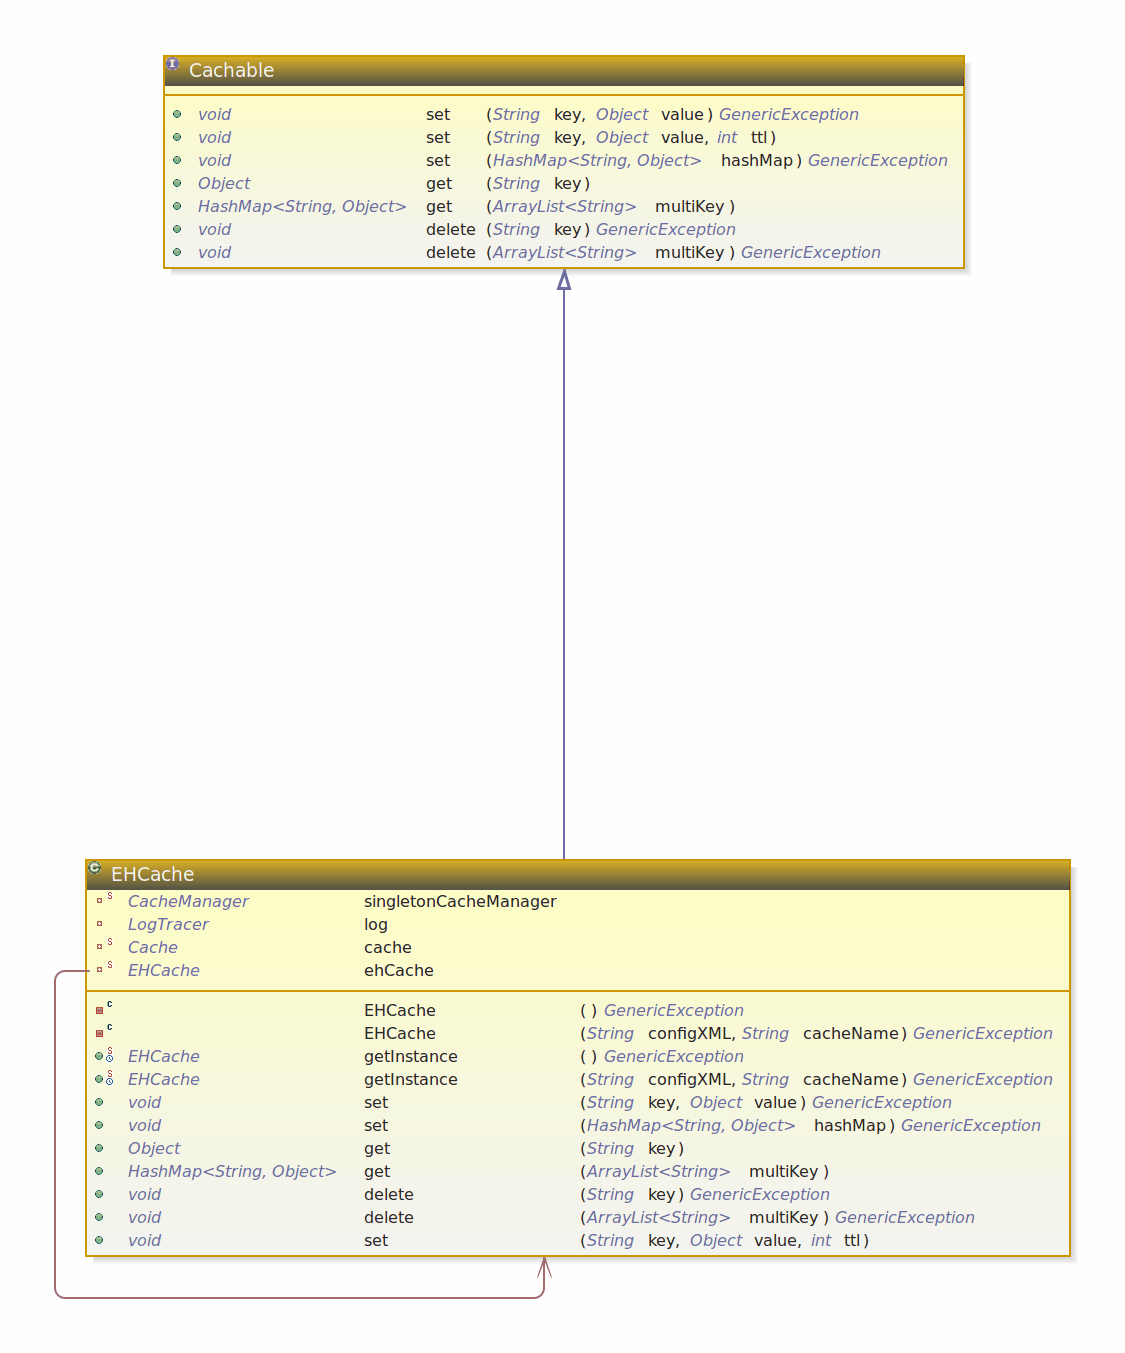 I Cachable
void set (String key, Object value) GenericException
void set (String key, Object value, int ttl)
void set (HashMap<String, Object> hashMap) GenericException
Object get (String key)
HashMap<String, Object> get (ArrayList<String> multiKey)
void delete (String key) GenericException
void delete (ArrayList<String> multiKey) GenericException
C EHCache
S CacheManager singletonCacheManager
LogTracer log
S Cache cache
S EHCache ehCache
C EHCache () GenericException
C EHCache (String configXML, String cacheName) GenericException
S EHCache getInstance () GenericException
S EHCache getInstance (String configXML, String cacheName) GenericException
void set (String key, Object value) GenericException
void set (HashMap<String, Object> hashMap) GenericException
Object get (String key)
HashMap<String, Object> get (ArrayList<String> multiKey)
void delete (String key) GenericException
void delete (ArrayList<String> multiKey) GenericException
void set (String key, Object value, int ttl)